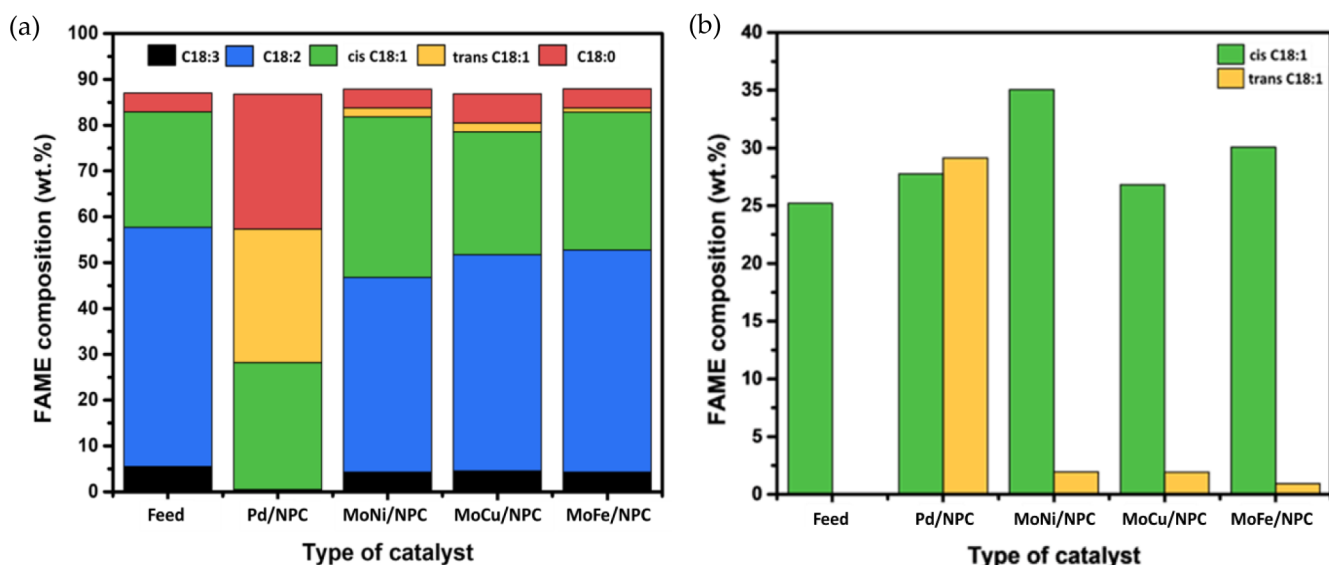 (a)
FAME composition (wt.%)
100
90
80
70
60
50
40
30
20
10
0
C18:3 C18:2 cis C18:1 trans C18:1 C18:0
Feed Pd/NPC MoNi/NPC MoCu/NPC MoFe/NPC
Type of catalyst
(b)
FAME composition (wt.%)
40
35
30
25
20
15
10
5
0
cis C18:1
trans C18:1
Feed Pd/NPC MoNi/NPC MoCu/NPC MoFe/NPC
Type of catalyst